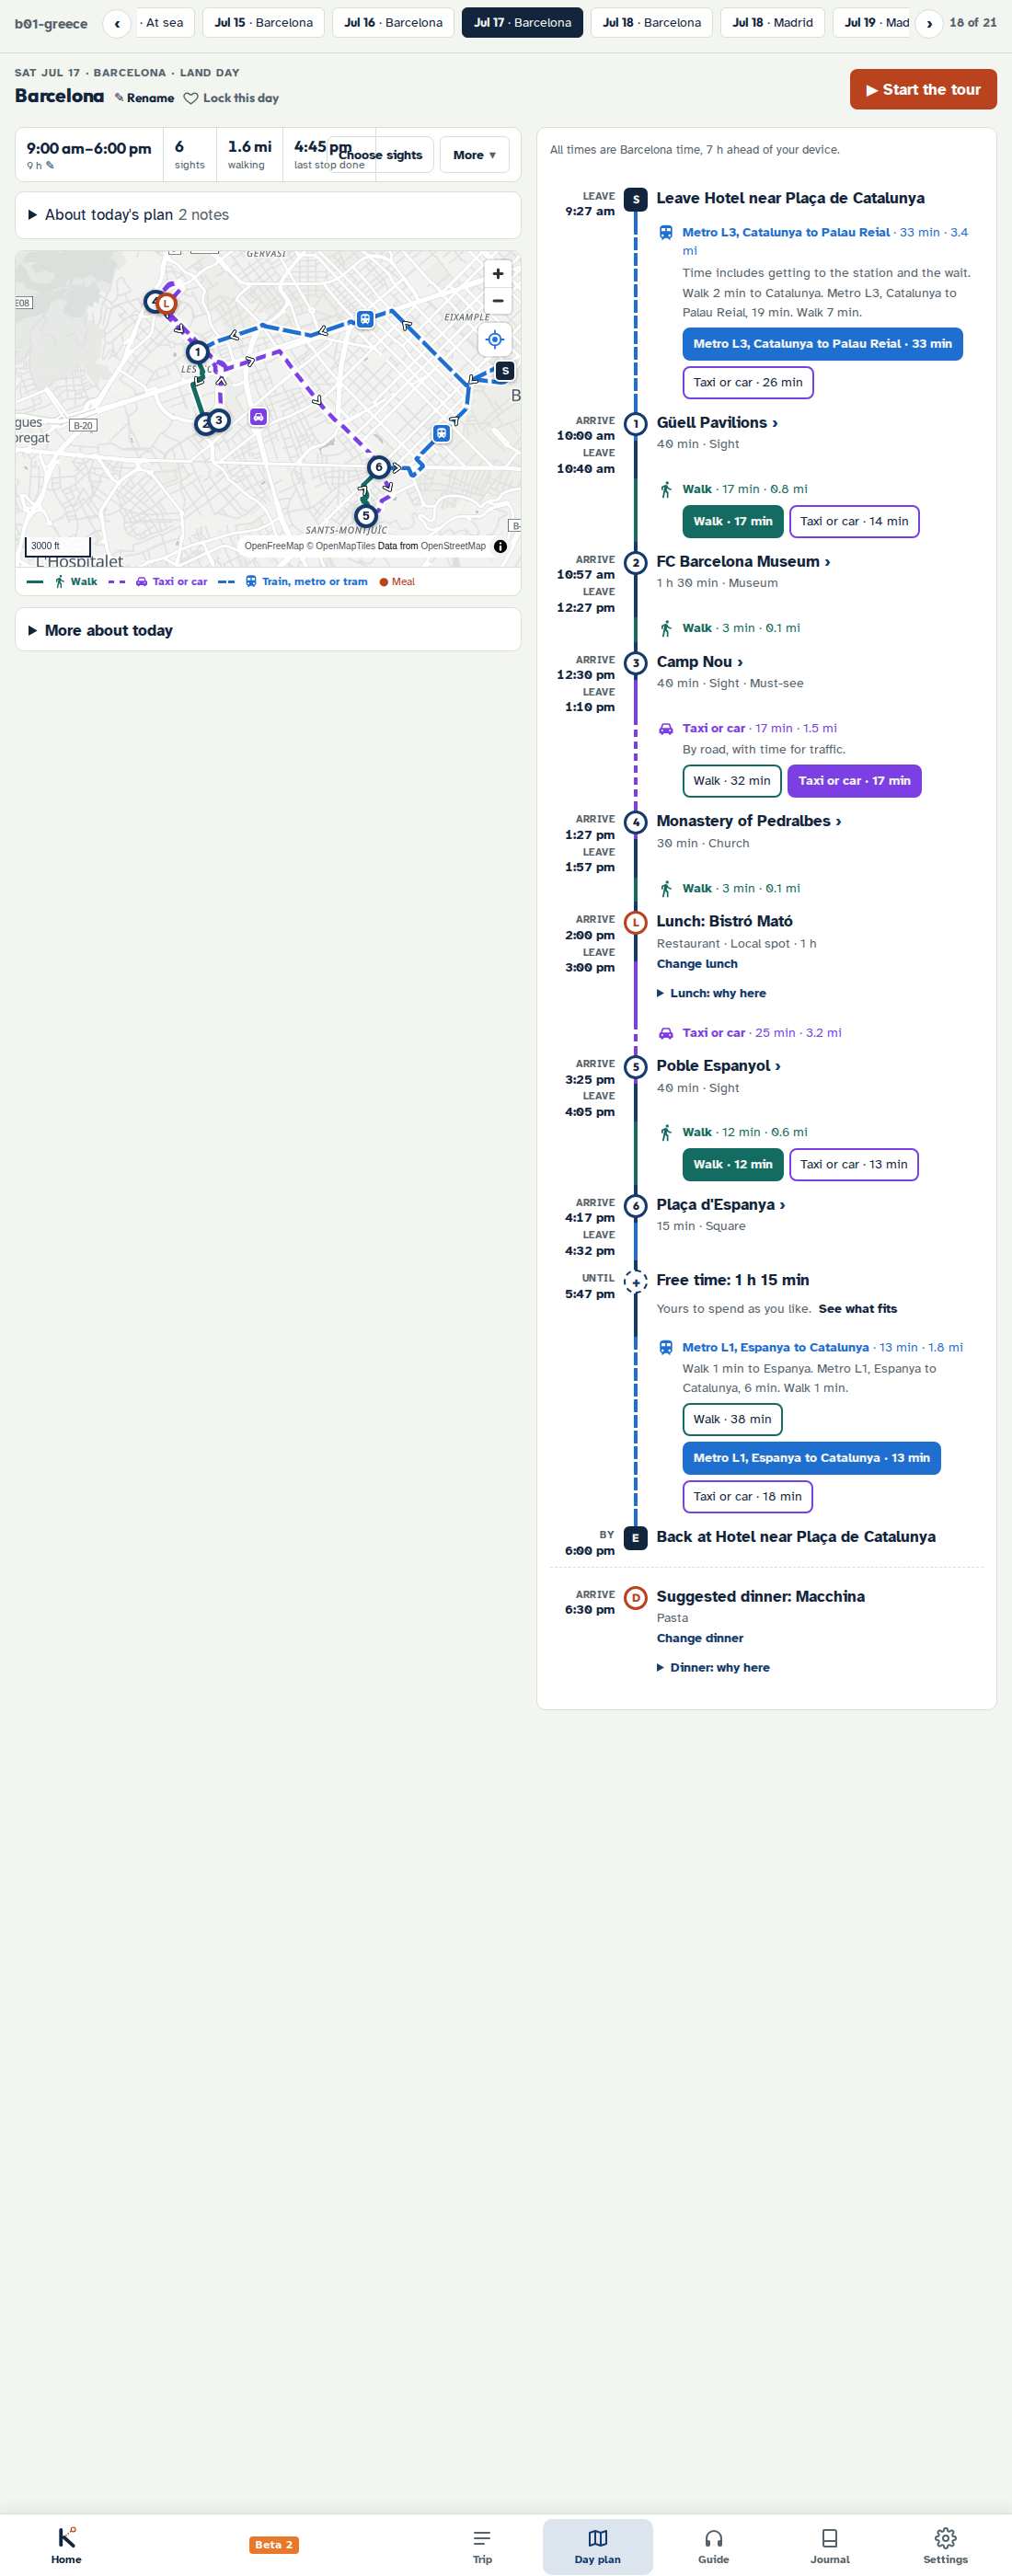 b01-greece
‹
· At sea
Jul 15 · Barcelona
Jul 16 · Barcelona
Jul 17 · Barcelona
Jul 18 · Barcelona
Jul 18 · Madrid
Jul 19 · Mad
›
18 of 21
SAT JUL 17 · BARCELONA · LAND DAY
Barcelona
✎ Rename
Lock this day
▶ Start the tour
9:00 am–6:00 pm
9 h ✎
6
sights
1.6 mi
walking
4:45 pm
last stop done
Choose sights
More ▼
▶ About today's plan 2 notes
GERVASI
E08
EIXAMPLE
B-20
LES
SANTS-MONTJUÏC
L'Hospitalet
gues
bregat
B
B-
4
L
1
2
3
6
5
S
+
−
3000 ft
OpenFreeMap © OpenMapTiles Data from OpenStreetMap
Walk
Taxi or car
Train, metro or tram
Meal
▶ More about today
All times are Barcelona time, 7 h ahead of your device.
LEAVE
9:27 am
S
Leave Hotel near Plaça de Catalunya
Metro L3, Catalunya to Palau Reial · 33 min · 3.4
mi
Time includes getting to the station and the wait.
Walk 2 min to Catalunya. Metro L3, Catalunya to
Palau Reial, 19 min. Walk 7 min.
Metro L3, Catalunya to Palau Reial · 33 min
Taxi or car · 26 min
ARRIVE
10:00 am
LEAVE
10:40 am
1
Güell Pavilions ›
40 min · Sight
Walk · 17 min · 0.8 mi
Walk · 17 min
Taxi or car · 14 min
ARRIVE
10:57 am
LEAVE
12:27 pm
2
FC Barcelona Museum ›
1 h 30 min · Museum
Walk · 3 min · 0.1 mi
ARRIVE
12:30 pm
LEAVE
1:10 pm
3
Camp Nou ›
40 min · Sight · Must-see
Taxi or car · 17 min · 1.5 mi
By road, with time for traffic.
Walk · 32 min
Taxi or car · 17 min
ARRIVE
1:27 pm
LEAVE
1:57 pm
4
Monastery of Pedralbes ›
30 min · Church
Walk · 3 min · 0.1 mi
ARRIVE
2:00 pm
LEAVE
3:00 pm
L
Lunch: Bistró Mató
Restaurant · Local spot · 1 h
Change lunch
▶ Lunch: why here
Taxi or car · 25 min · 3.2 mi
ARRIVE
3:25 pm
LEAVE
4:05 pm
5
Poble Espanyol ›
40 min · Sight
Walk · 12 min · 0.6 mi
Walk · 12 min
Taxi or car · 13 min
ARRIVE
4:17 pm
LEAVE
4:32 pm
6
Plaça d'Espanya ›
15 min · Square
UNTIL
5:47 pm
+
Free time: 1 h 15 min
Yours to spend as you like. See what fits
Metro L1, Espanya to Catalunya · 13 min · 1.8 mi
Walk 1 min to Espanya. Metro L1, Espanya to
Catalunya, 6 min. Walk 1 min.
Walk · 38 min
Metro L1, Espanya to Catalunya · 13 min
Taxi or car · 18 min
BY
6:00 pm
E
Back at Hotel near Plaça de Catalunya
ARRIVE
6:30 pm
D
Suggested dinner: Macchina
Pasta
Change dinner
▶ Dinner: why here
Home
Beta 2
Trip
Day plan
Guide
Journal
Settings